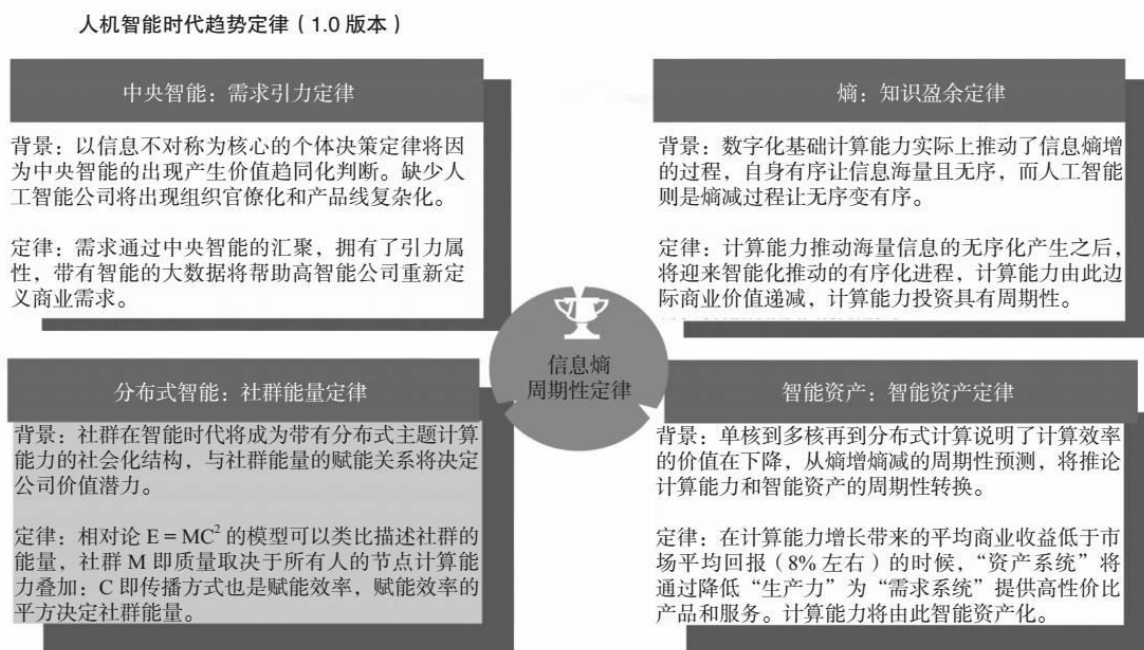 人机智能时代趋势定律（1.0 版本）
中央智能：需求引力定律
背景：以信息不对称为核心的个体决策定律将因
为中央智能的出现产生价值趋同化判断。缺少人
工智能公司将出现组织官僚化和产品线复杂化。
定律：需求通过中央智能的汇聚，拥有了引力属
性，带有智能的大数据将帮助高智能公司重新定
义商业需求。
熵：知识盈余定律
背景：数字化基础计算能力实际上推动了信息熵增
的过程，自身有序让信息海量且无序，而人工智能
则是熵减过程让无序变有序。
定律：计算能力推动海量信息的无序化产生之后，
将迎来智能化推动的有序化进程，计算能力由此边
际商业价值递减，计算能力投资具有周期性。
信息熵
周期性定律
分布式智能：社群能量定律
背景：社群在智能时代将成为带有分布式主题计算
能力的社会化结构，与社群能量的赋能关系将决定
公司价值潜力。
定律：相对论 E = MC² 的模型可以类比描述社群的
能量，社群 M 即质量取决于所有人的节点计算能
力叠加：C 即传播方式也是赋能效率，赋能效率的
平方决定社群能量。
智能资产：智能资产定律
背景：单核到多核再到分布式计算说明了计算效率
的价值在下降，从熵增熵减的周期性预测，将推论
计算能力和智能资产的周期性转换。
定律：在计算能力增长带来的平均商业收益低于市
场平均回报（8% 左右）的时候，“资产系统”将
通过降低“生产力”为“需求系统”提供高性价比
产品和服务。计算能力将由此智能资产化。